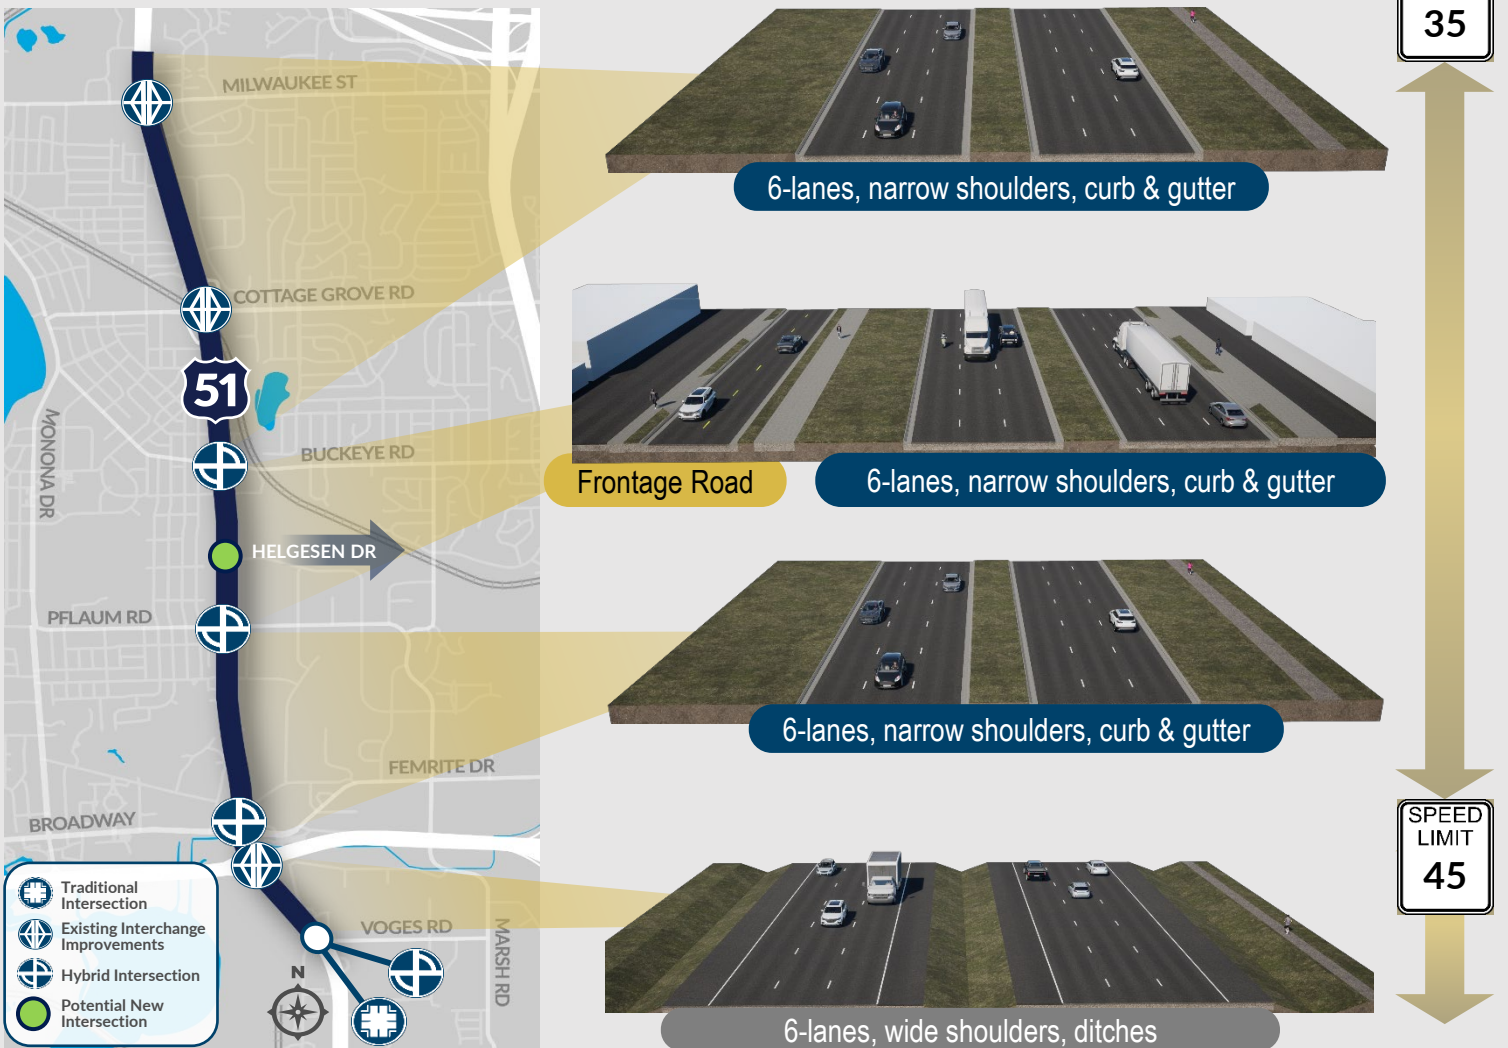 35
MILWAUKEE ST
6-lanes, narrow shoulders, curb & gutter
COTTAGE GROVE RD
51
MONONA DR
BUCKEYE RD
Frontage Road
6-lanes, narrow shoulders, curb & gutter
HELGESEN DR
PFLAUM RD
6-lanes, narrow shoulders, curb & gutter
FEMRITE DR
BROADWAY
SPEED
LIMIT
45
VOGES RD
MARSH RD
N
Traditional
Intersection
Existing Interchange
Improvements
Hybrid Intersection
Potential New
Intersection
6-lanes, wide shoulders, ditches